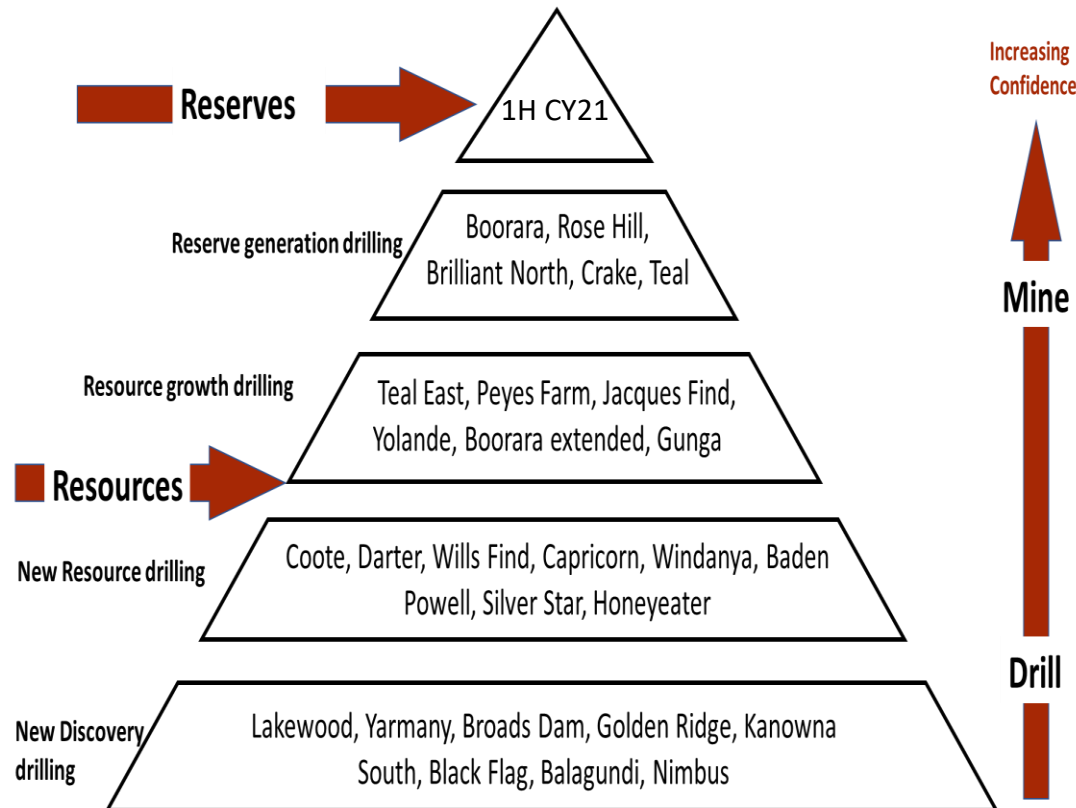 Increasing
Confidence
Reserves
1H CY21
Reserve generation drilling
Boorara, Rose Hill,
Brilliant North, Crake, Teal
Mine
Resource growth drilling
Teal East, Peyes Farm, Jacques Find,
Yolande, Boorara extended, Gunga
Resources
New Resource drilling
Coote, Darter, Wills Find, Capricorn, Windanya, Baden
Powell, Silver Star, Honeyeater
Drill
New Discovery
drilling
Lakewood, Yarmany, Broads Dam, Golden Ridge, Kanowna
South, Black Flag, Balagundi, Nimbus